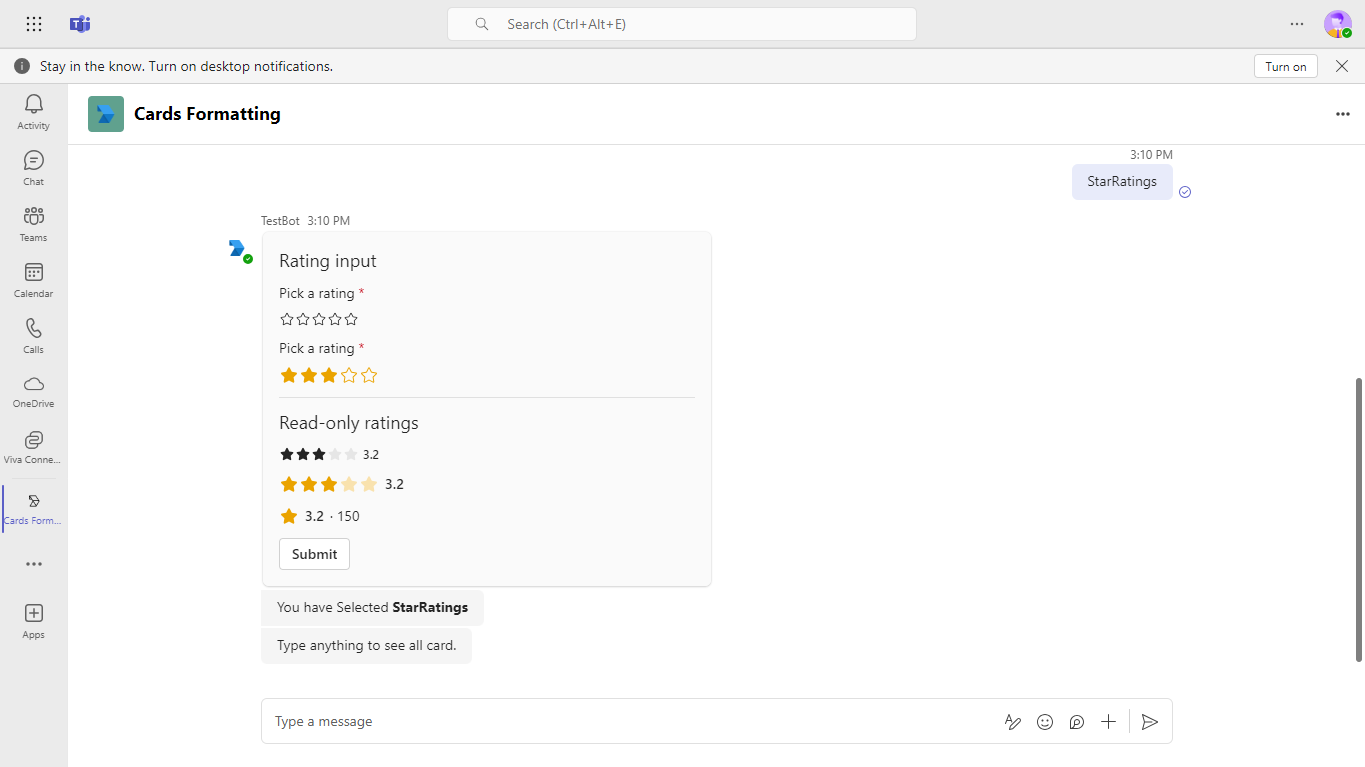 Search (Ctrl+Alt+E)
Stay in the know. Turn on desktop notifications.
Turn on
Activity
Chat
Teams
Calendar
Calls
OneDrive
Viva Conne...
Cards Form...
Apps
Cards Formatting
3:10 PM
StarRatings
TestBot 3:10 PM
Rating input
Pick a rating *
Pick a rating *
Read-only ratings
3.2
3.2
3.2 · 150
Submit
You have Selected StarRatings
Type anything to see all card.
Type a message